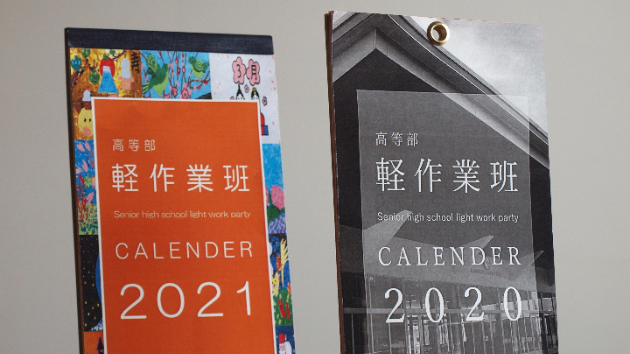 高等部
軽作業班
Senior high school light work party
CALENDER
2021
高等部
軽作業班
Senior high school light work party
CALENDER
2020